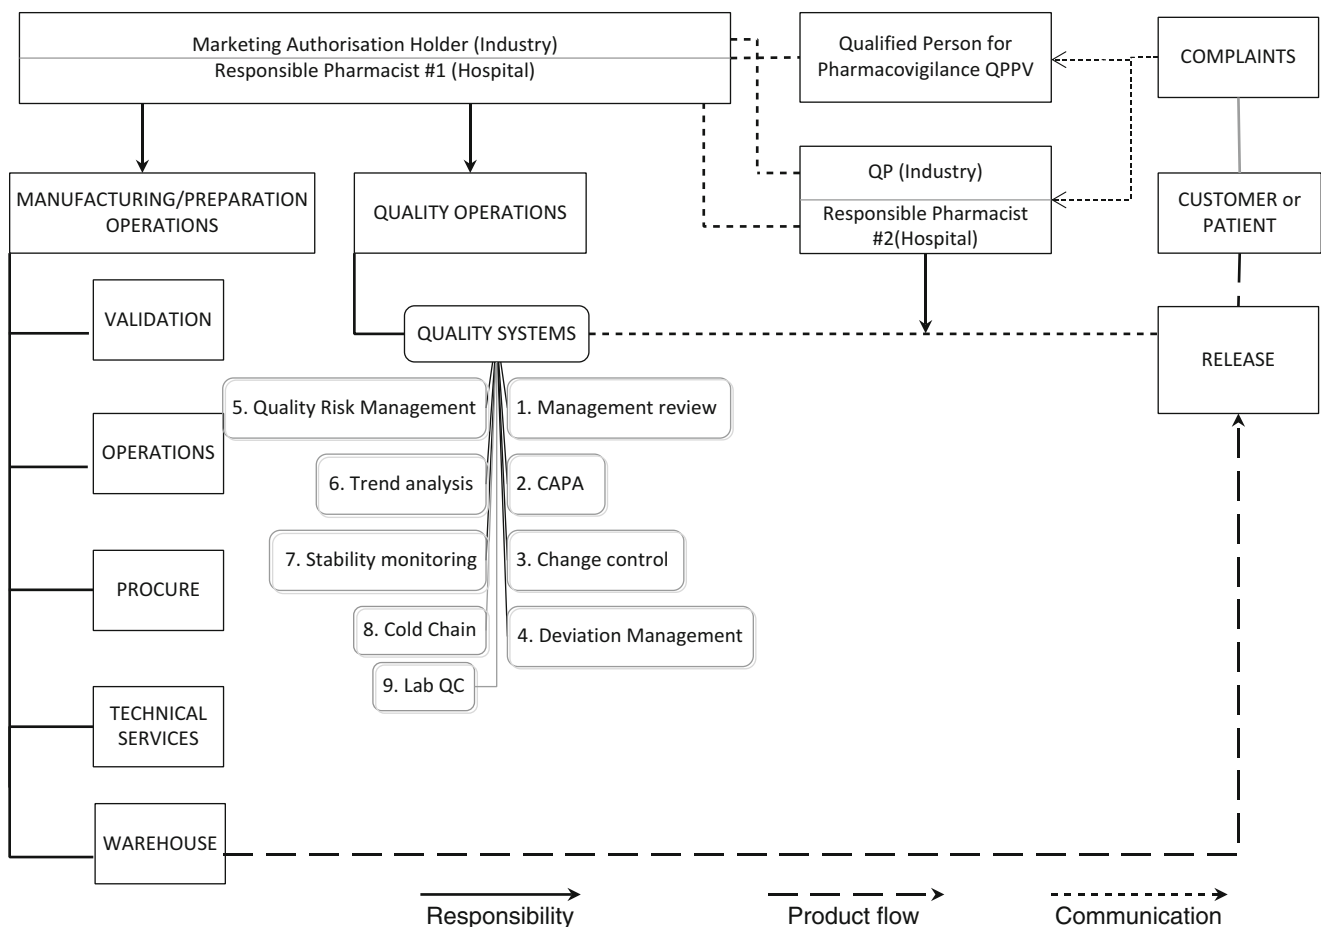 Marketing Authorisation Holder (Industry)
Responsible Pharmacist #1 (Hospital)
Qualified Person for
Pharmacovigilance QPPV
COMPLAINTS
MANUFACTURING/PREPARATION
OPERATIONS
QUALITY OPERATIONS
QP (Industry)
Responsible Pharmacist
#2(Hospital)
CUSTOMER or
PATIENT
VALIDATION
QUALITY SYSTEMS
RELEASE
5. Quality Risk Management
1. Management review
OPERATIONS
6. Trend analysis
2. CAPA
7. Stability monitoring
3. Change control
PROCURE
8. Cold Chain
4. Deviation Management
9. Lab QC
TECHNICAL
SERVICES
WAREHOUSE
Responsibility
Product flow
Communication